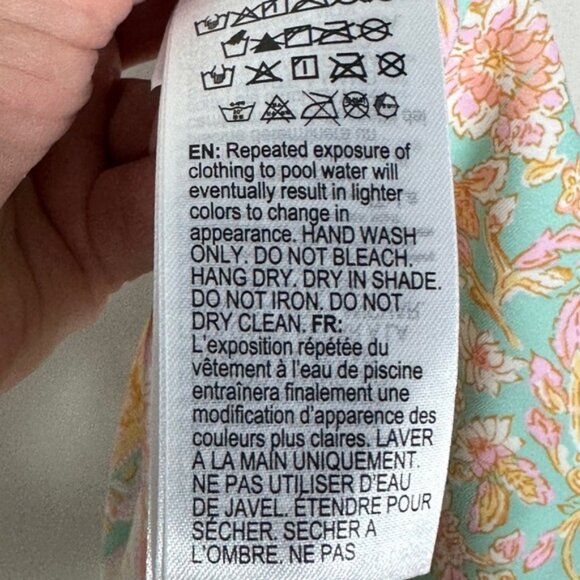 EN: Repeated exposure of
clothing to pool water will
eventually result in lighter
colors to change in
appearance. HAND WASH
ONLY. DO NOT BLEACH.
HANG DRY. DRY IN SHADE.
DO NOT IRON. DO NOT
DRY CLEAN. FR:
L'exposition répétée du
vêtement à l'eau de piscine
entraînera finalement une
modification d'apparence des
couleurs plus claires. LAVER
A LA MAIN UNIQUEMENT.
NE PAS UTILISER D'EAU
DE JAVEL. ÉTENDRE POUR
SÉCHER. SECHER A
L'OMBRE. NE PAS